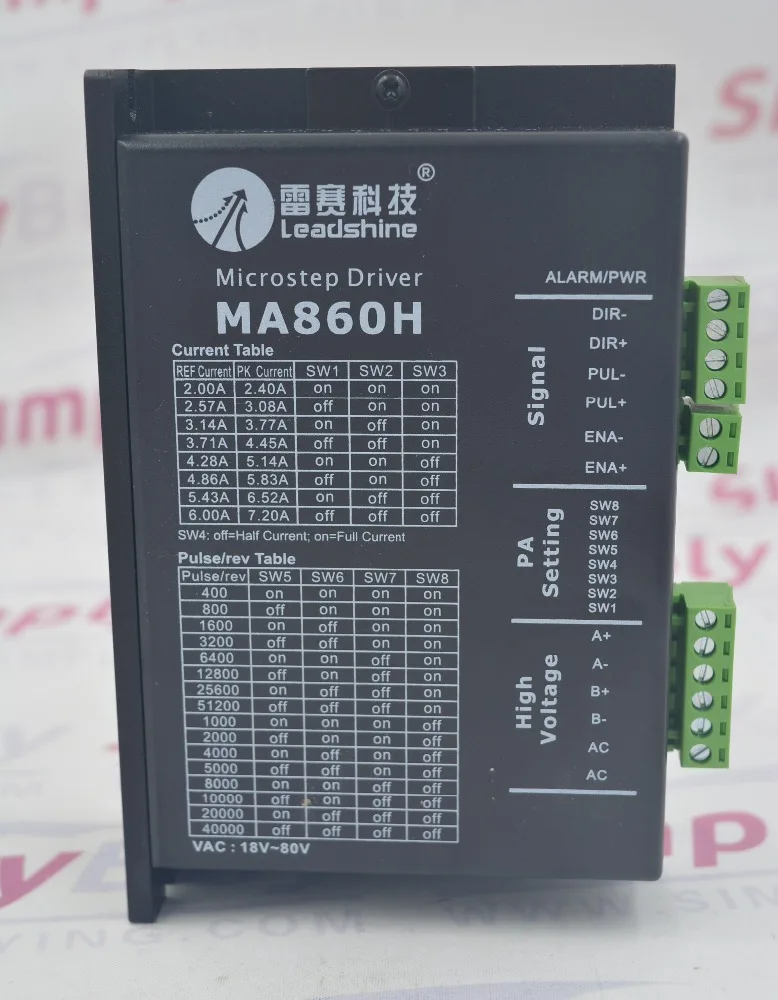 雷赛科技®
Leadshine
Microstep Driver
MA860H
Current Table
REF Current PK Current SW1 SW2 SW3
2.00A 2.40A on on on
2.57A 3.08A off on on
3.14A 3.77A on off on
3.71A 4.45A off off on
4.28A 5.14A on on off
4.86A 5.83A off on off
5.43A 6.52A on off off
6.00A 7.20A off off off
SW4: off=Half Current; on=Full Current
Pulse/rev Table
Pulse/rev SW5 SW6 SW7 SW8
400 on on on on
800 off on on on
1600 on off on on
3200 off off on on
6400 on on off on
12800 off on off on
25600 on off off on
51200 off off off on
1000 on on on off
2000 off on on off
4000 on off on off
5000 off off on off
8000 on on off off
10000 off on off off
20000 on off off off
40000 off off off off
VAC : 18V~80V
ALARM/PWR
Signal
DIR-
DIR+
PUL-
PUL+
ENA-
ENA+
PA
Setting
SW8
SW7
SW6
SW5
SW4
SW3
SW2
SW1
High
Voltage
A+
A-
B+
B-
AC
AC